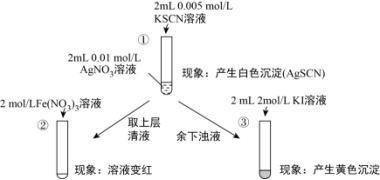 2mL 0.005 mol/L
KSCN溶液
①
2mL 0.01 mol/L
AgNO₃溶液
现象：产生白色沉淀(AgSCN)
2 mol/LFe(NO₃)₃溶液
②
取上层
清液
余下浊液
③
2 mL 2mol/L KI溶液
现象：溶液变红
现象：产生黄色沉淀